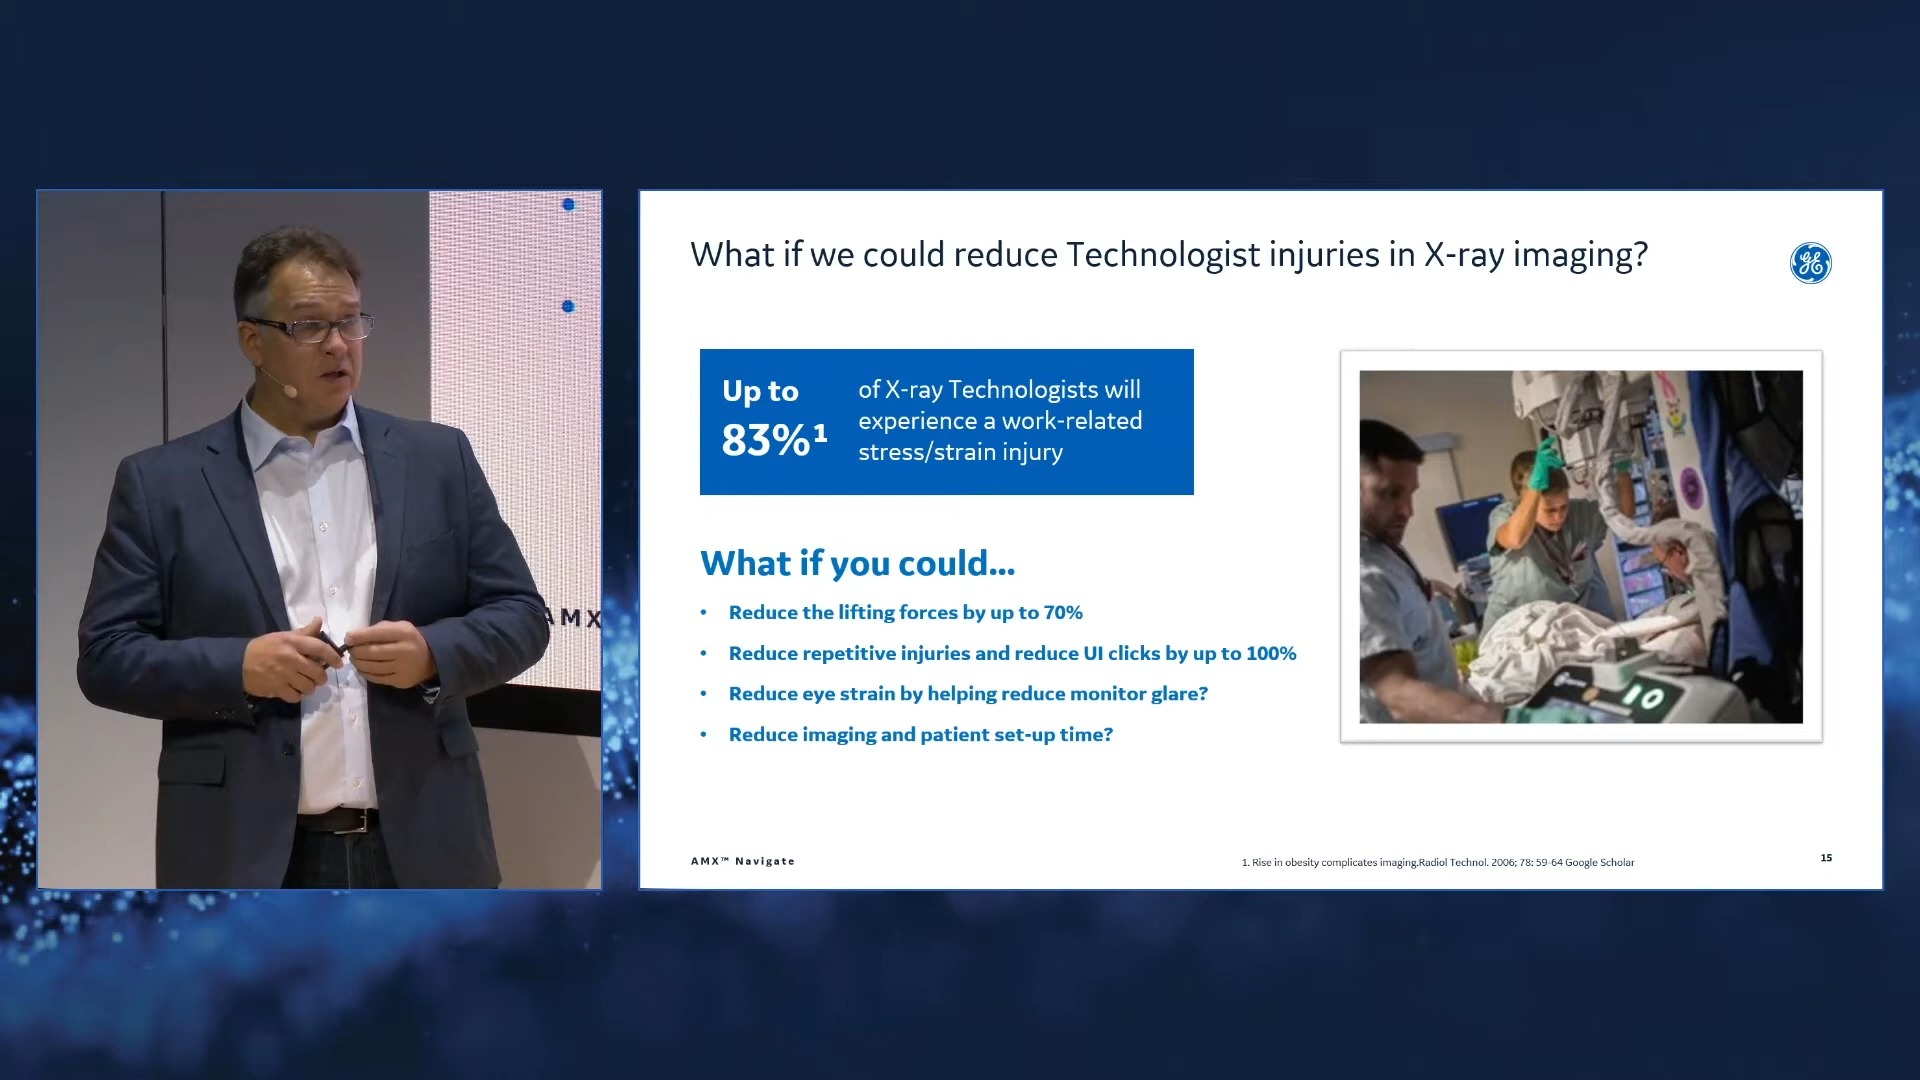 What if we could reduce Technologist injuries in X-ray imaging?
GE
Up to
83%¹
of X-ray Technologists will
experience a work-related
stress/strain injury
What if you could...
• Reduce the lifting forces by up to 70%
• Reduce repetitive injuries and reduce UI clicks by up to 100%
• Reduce eye strain by helping reduce monitor glare?
• Reduce imaging and patient set-up time?
10
AMX
AMX™ Navigate
1. Rise in obesity complicates imaging.Radiol Technol. 2006; 78: 59-64 Google Scholar
15